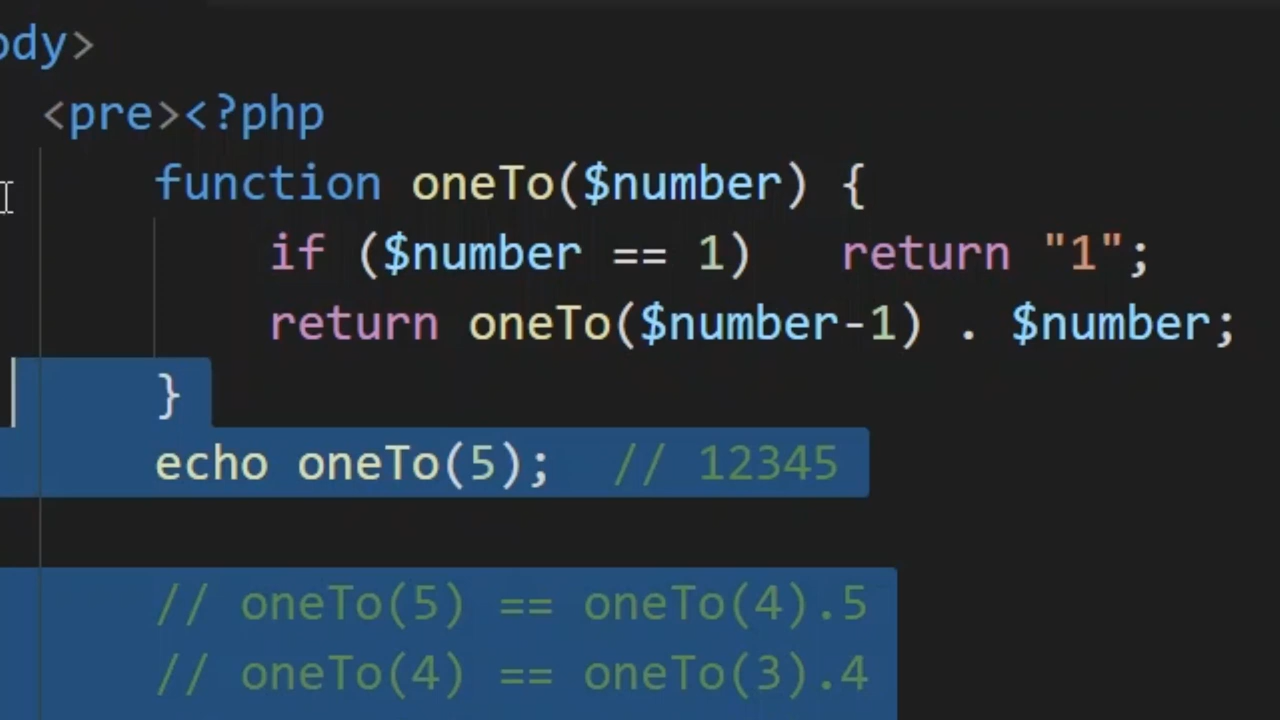 ody>
<pre><?php
function oneTo($number) {
if ($number == 1)   return "1";
return oneTo($number-1) . $number;
}
echo oneTo(5);  // 12345
// oneTo(5) == oneTo(4).5
// oneTo(4) == oneTo(3).4